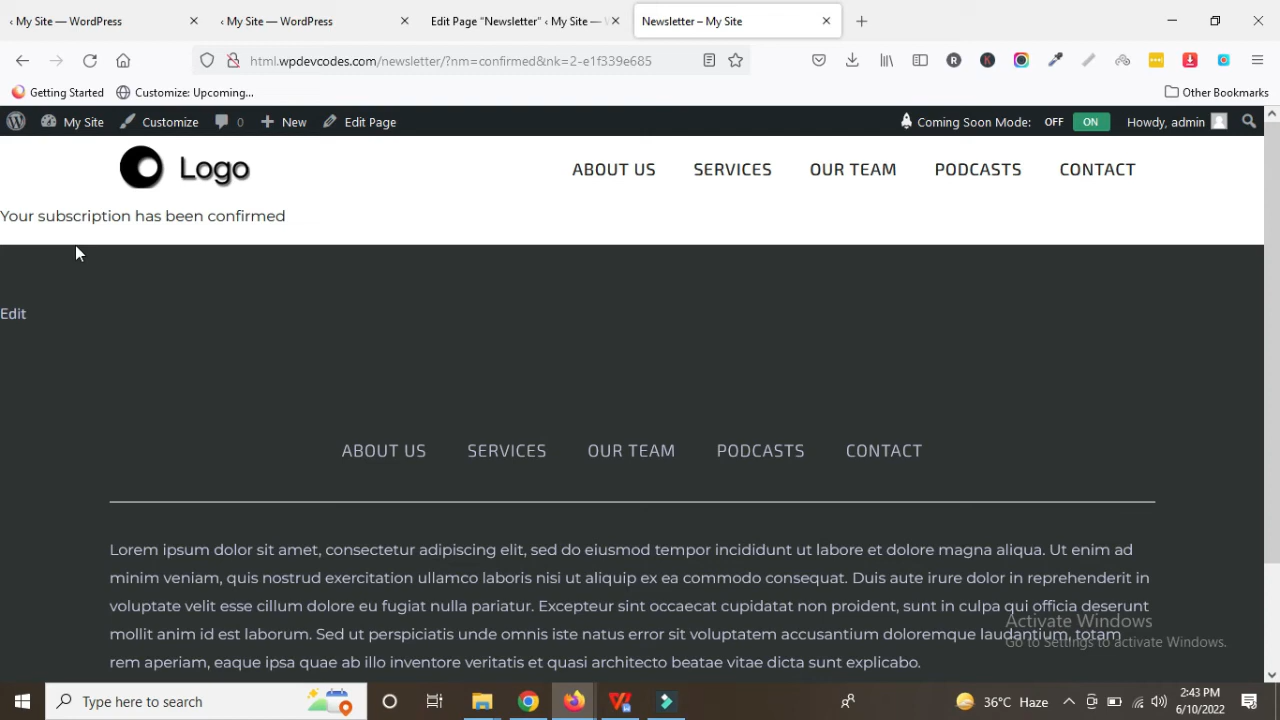 ‹ My Site — WordPress
‹ My Site — WordPress
Edit Page "Newsletter" ‹ My Site — W
Newsletter – My Site
html.wpdevcodes.com/newsletter/?nm=confirmed&nk=2-e1f339e685
Getting Started
Customize: Upcoming...
Other Bookmarks
My Site
Customize
0
New
Edit Page
Coming Soon Mode:
OFF
ON
Howdy, admin
Logo
ABOUT US
SERVICES
OUR TEAM
PODCASTS
CONTACT
Your subscription has been confirmed
Edit
ABOUT US
SERVICES
OUR TEAM
PODCASTS
CONTACT
Lorem ipsum dolor sit amet, consectetur adipiscing elit, sed do eiusmod tempor incididunt ut labore et dolore magna aliqua. Ut enim ad
minim veniam, quis nostrud exercitation ullamco laboris nisi ut aliquip ex ea commodo consequat. Duis aute irure dolor in reprehenderit in
voluptate velit esse cillum dolore eu fugiat nulla pariatur. Excepteur sint occaecat cupidatat non proident, sunt in culpa qui officia deserunt
mollit anim id est laborum. Sed ut perspiciatis unde omnis iste natus error sit voluptatem accusantium doloremque laudantium, totam
rem aperiam, eaque ipsa quae ab illo inventore veritatis et quasi architecto beatae vitae dicta sunt explicabo.
Activate Windows
Go to Settings to activate Windows.
Type here to search
36°C Haze
2:43 PM
6/10/2022